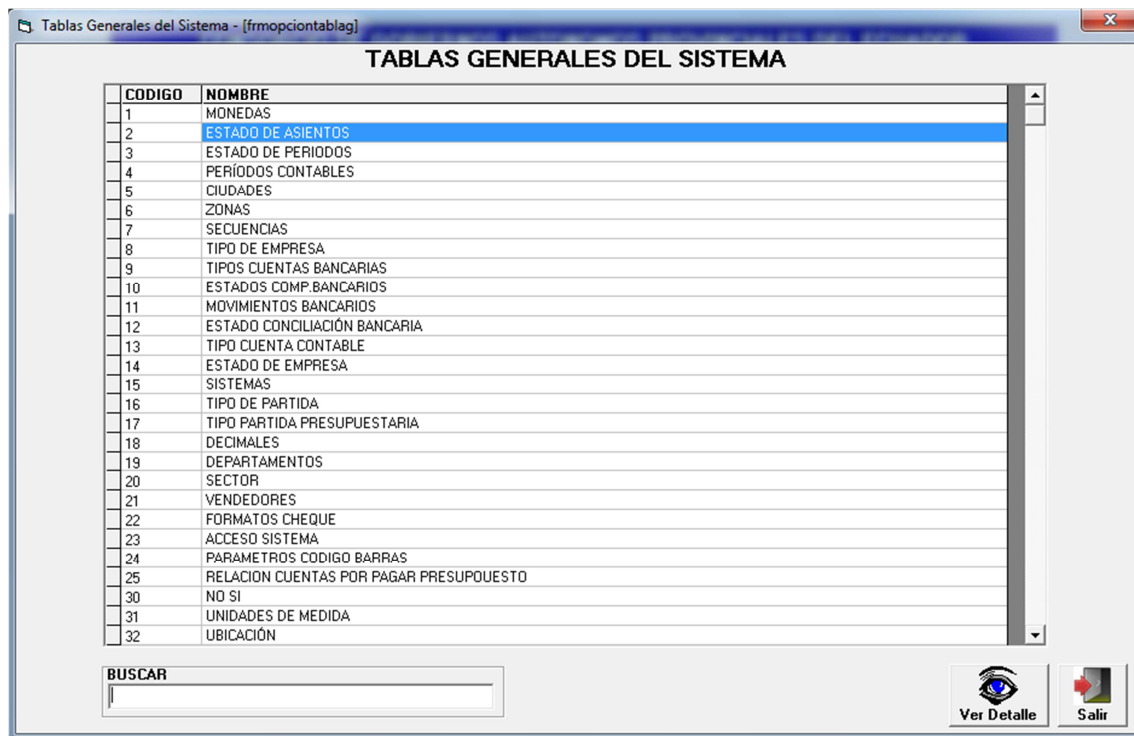 Tablas Generales del Sistema - [frmopciontablag]
GOBIERNOS AUTONOMOS PROVINCIALES DEL ECUADOR
TABLAS GENERALES DEL SISTEMA
CODIGO NOMBRE
1 MONEDAS
2 ESTADO DE ASIENTOS
3 ESTADO DE PERIODOS
4 PERÍODOS CONTABLES
5 CIUDADES
6 ZONAS
7 SECUENCIAS
8 TIPO DE EMPRESA
9 TIPOS CUENTAS BANCARIAS
10 ESTADOS COMP.BANCARIOS
11 MOVIMIENTOS BANCARIOS
12 ESTADO CONCILIACIÓN BANCARIA
13 TIPO CUENTA CONTABLE
14 ESTADO DE EMPRESA
15 SISTEMAS
16 TIPO DE PARTIDA
17 TIPO PARTIDA PRESUPUESTARIA
18 DECIMALES
19 DEPARTAMENTOS
20 SECTOR
21 VENDEDORES
22 FORMATOS CHEQUE
23 ACCESO SISTEMA
24 PARAMETROS CODIGO BARRAS
25 RELACION CUENTAS POR PAGAR PRESUPOUESTO
30 NO SI
31 UNIDADES DE MEDIDA
32 UBICACIÓN
BUSCAR
Ver Detalle
Salir